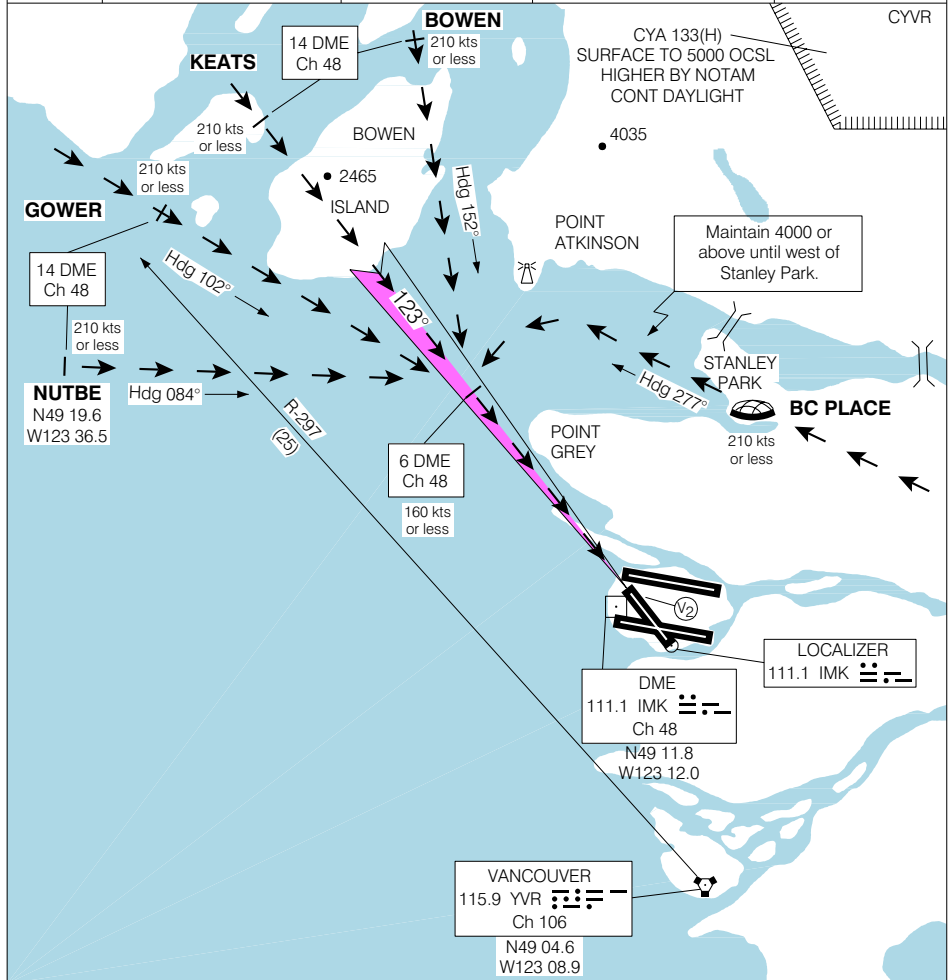 CYVR
BOWEN
14 DME
Ch 48
210 kts
or less
KEATS
CYA 133(H)
SURFACE TO 5000 OCSL
HIGHER BY NOTAM
CONT DAYLIGHT
210 kts
or less
BOWEN
4035
210 kts
or less
2465
ISLAND
GOWER
Hdg 152°
POINT
ATKINSON
Maintain 4000 or
above until west of
Stanley Park.
14 DME
Ch 48
Hdg 102°
123°
210 kts
or less
STANLEY
PARK
NUTBE
N49 19.6
W123 36.5
Hdg 084°
Hdg 277°
BC PLACE
210 kts
or less
R-297
(25)
POINT
GREY
6 DME
Ch 48
160 kts
or less
V2
LOCALIZER
111.1 IMK
DME
111.1 IMK
Ch 48
N49 11.8
W123 12.0
VANCOUVER
115.9 YVR
Ch 106
N49 04.6
W123 08.9